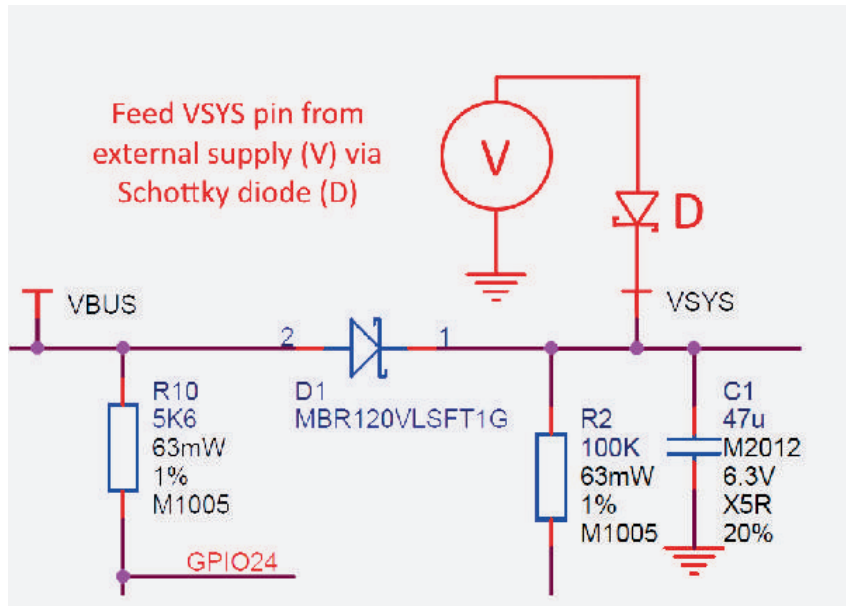 Feed VSYS pin from
external supply (V) via
Schottky diode (D)
V
D
VBUS
VSYS
2
1
R10
5K6
63mW
1%
M1005
D1
MBR120VLSFT1G
R2
100K
63mW
1%
M1005
C1
47u
M2012
6.3V
X5R
20%
GPIO24